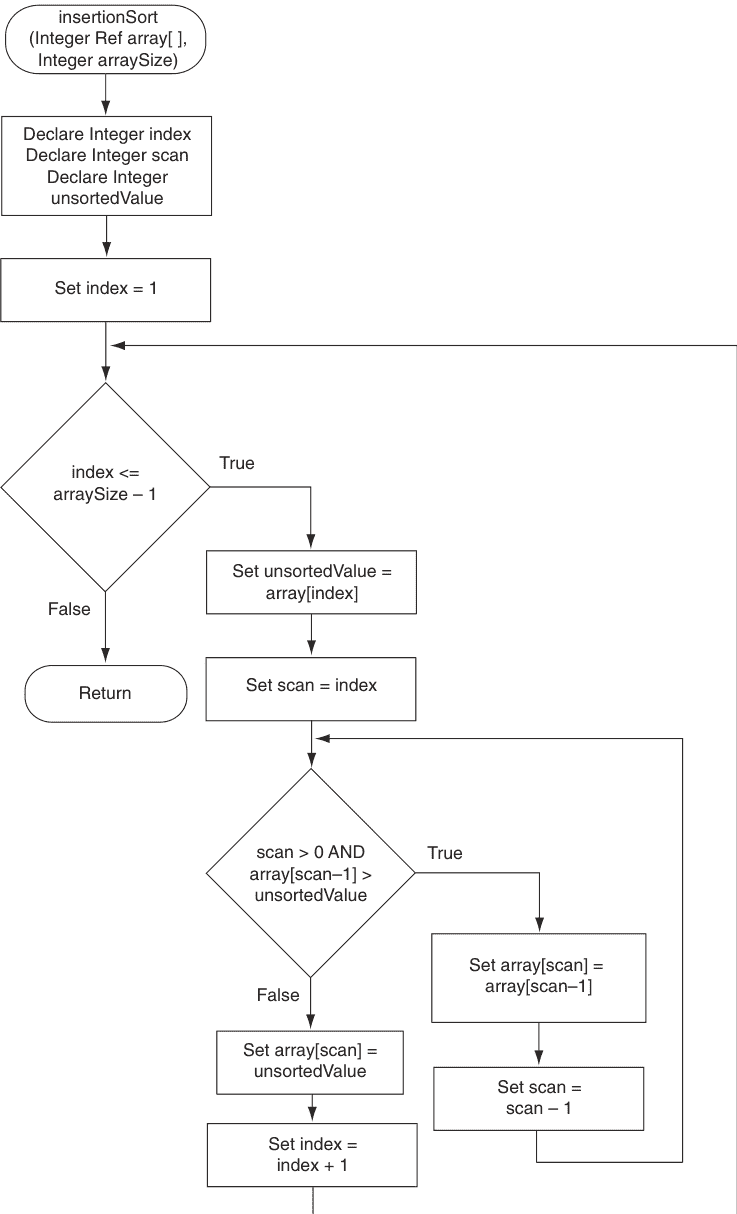 insertionSort
(Integer Ref array[ ],
Integer arraySize)
Declare Integer index
Declare Integer scan
Declare Integer
unsortedValue
Set index = 1
index <=
arraySize – 1
True
False
Return
Set unsortedValue =
array[index]
Set scan = index
scan > 0 AND
array[scan–1] >
unsortedValue
True
Set array[scan] =
array[scan–1]
Set scan =
scan – 1
False
Set array[scan] =
unsortedValue
Set index =
index + 1